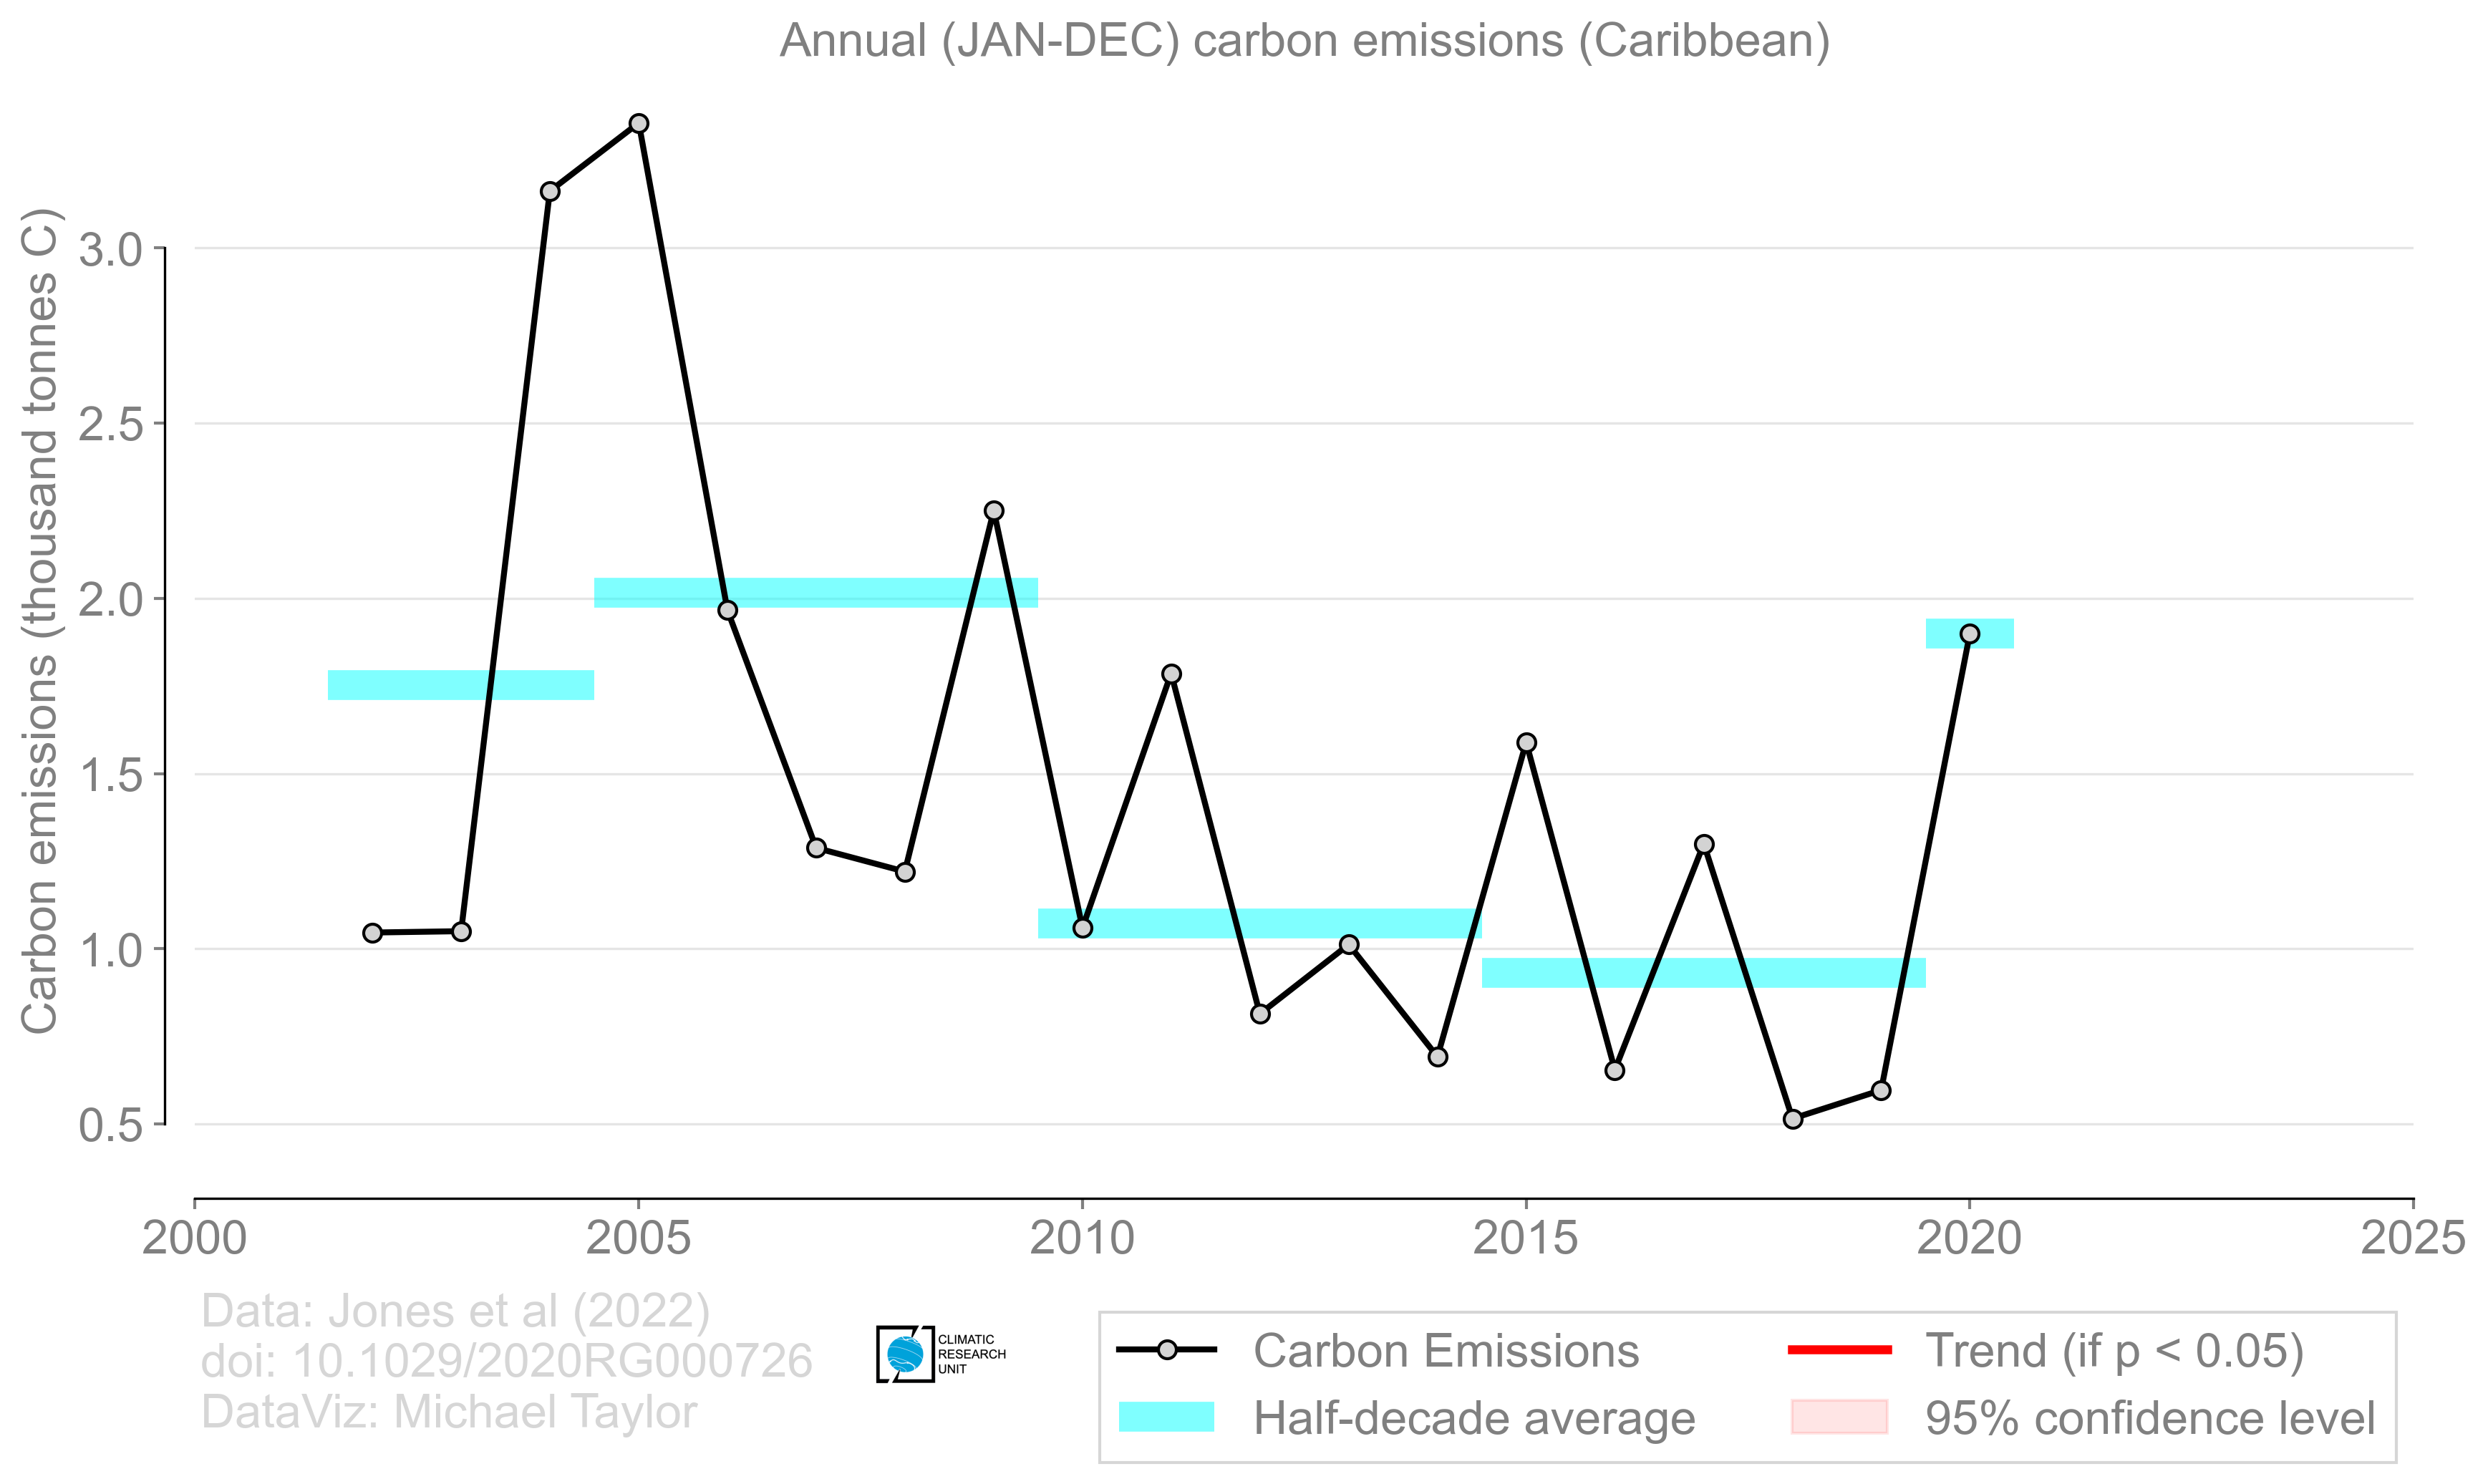 Annual (JAN-DEC) carbon emissions (Caribbean)
Carbon emissions (thousand tonnes C)
3.0
2.5
2.0
1.5
1.0
0.5
2000 2005 2010 2015 2020 2025
Data: Jones et al (2022)
doi: 10.1029/2020RG000726
DataViz: Michael Taylor
CLIMATIC
RESEARCH
UNIT
Carbon Emissions
Half-decade average
Trend (if p < 0.05)
95% confidence level